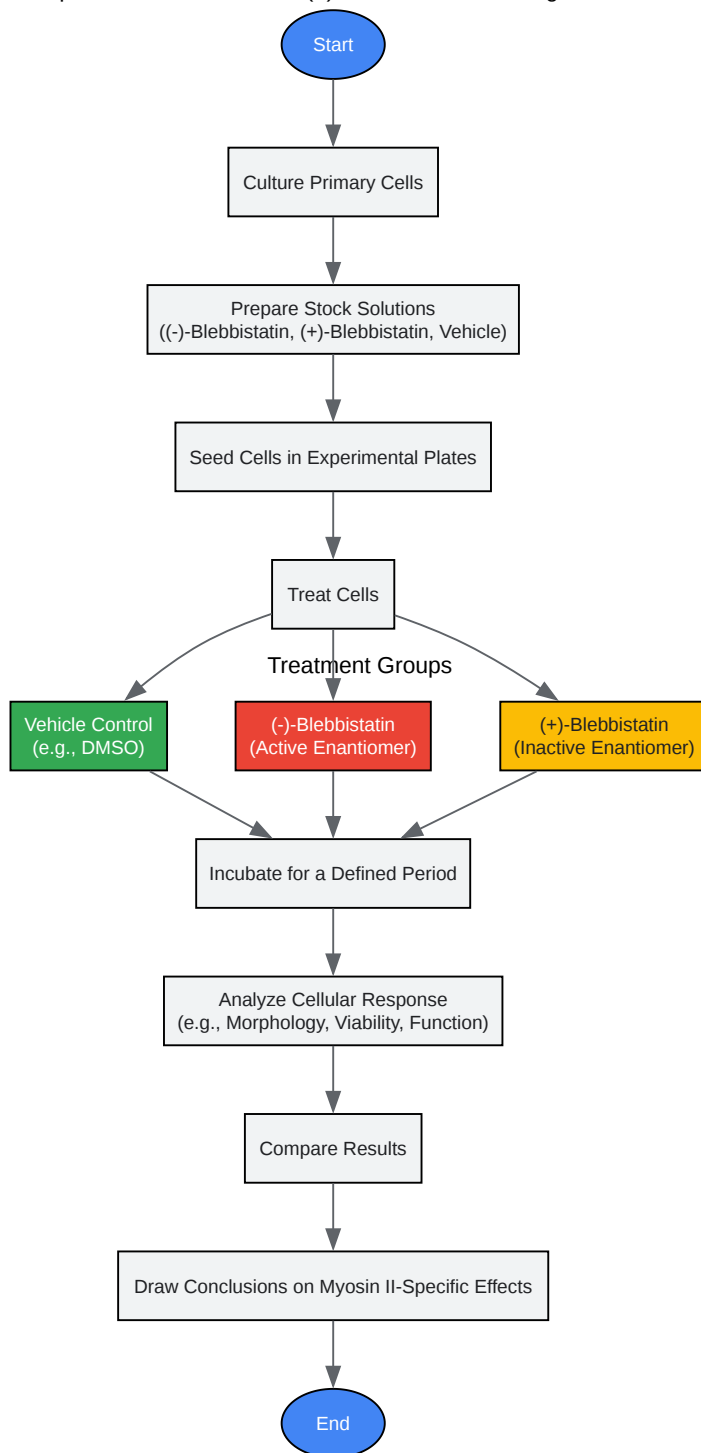 Start
Culture Primary Cells
Prepare Stock Solutions
((-)-Blebbistatin, (+)-Blebbistatin, Vehicle)
Seed Cells in Experimental Plates
Treat Cells
Treatment Groups
Vehicle Control
(e.g., DMSO)
(-)-Blebbistatin
(Active Enantiomer)
(+)-Blebbistatin
(Inactive Enantiomer)
Incubate for a Defined Period
Analyze Cellular Response
(e.g., Morphology, Viability, Function)
Compare Results
Draw Conclusions on Myosin II-Specific Effects
End